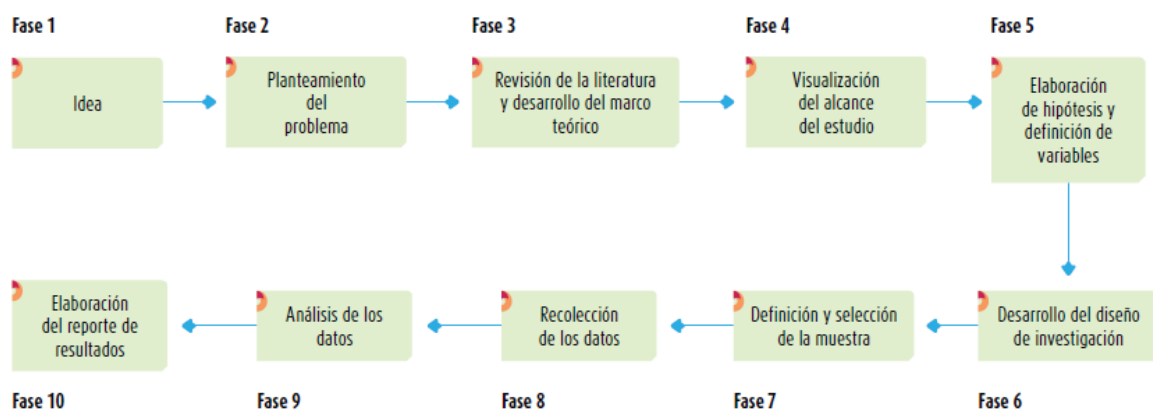 Fase 1
Fase 2
Fase 3
Fase 4
Fase 5
Idea
Planteamiento
del
problema
Revisión de la literatura
y desarrollo del marco
teórico
Visualización
del alcance
del estudio
Elaboración
de hipótesis y
definición de
variables
Desarrollo del diseño
de investigación
Definición y selección
de la muestra
Recolección
de los datos
Análisis de los
datos
Elaboración
del reporte de
resultados
Fase 10
Fase 9
Fase 8
Fase 7
Fase 6